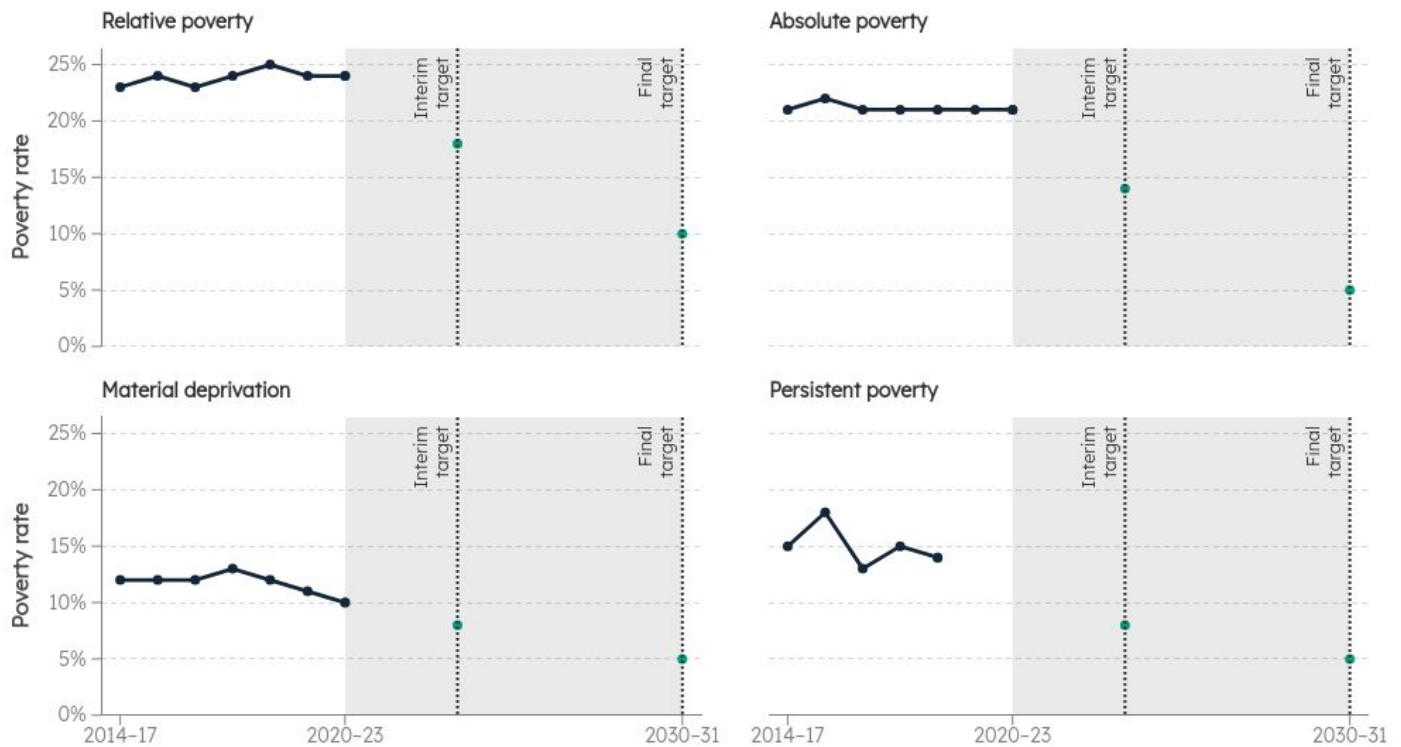 Relative poverty
Absolute poverty
Poverty rate
25%
20%
15%
10%
5%
0%
Interim
target
Final
target
Interim
target
Final
target
Material deprivation
Persistent poverty
Poverty rate
25%
20%
15%
10%
5%
0%
Interim
target
Final
target
Interim
target
Final
target
2014–17
2020–23
2030–31
2014–17
2020–23
2030–31